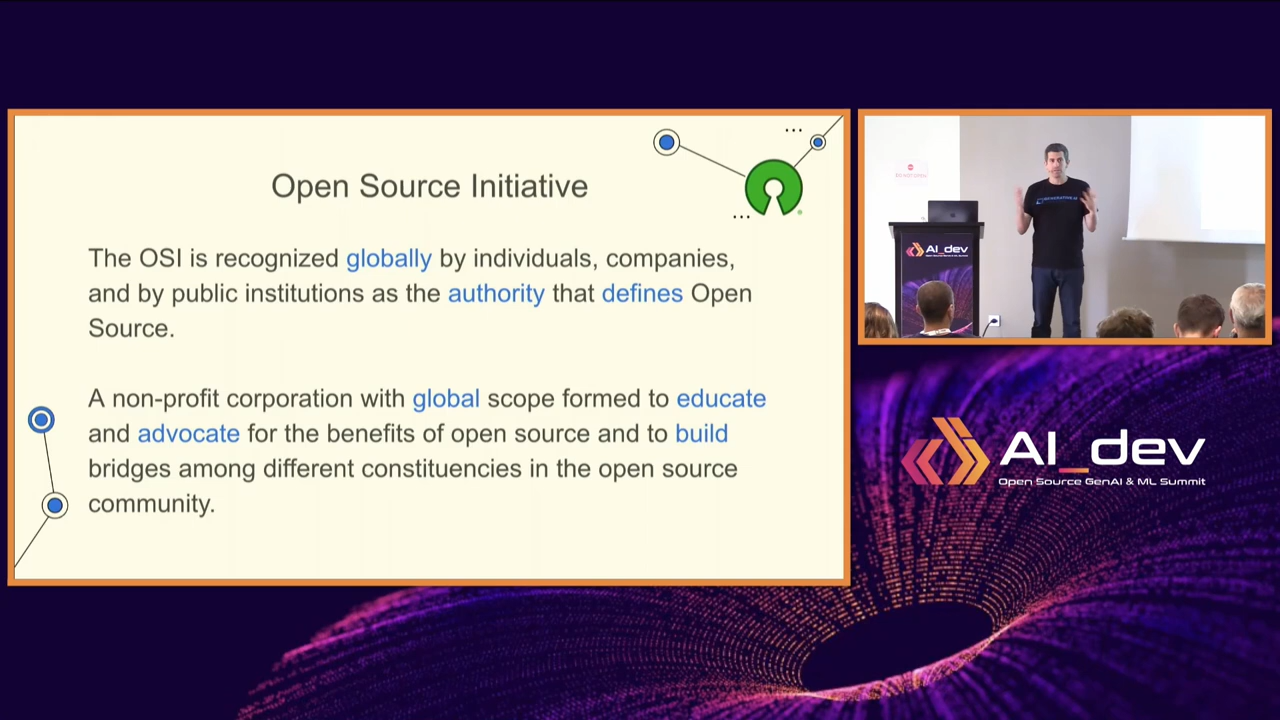 Open Source Initiative
The OSI is recognized globally by individuals, companies,
and by public institutions as the authority that defines Open
Source.
A non-profit corporation with global scope formed to educate
and advocate for the benefits of open source and to build
bridges among different constituencies in the open source
community.
AI_dev
AI_dev
Open Source GenAI & ML Summit